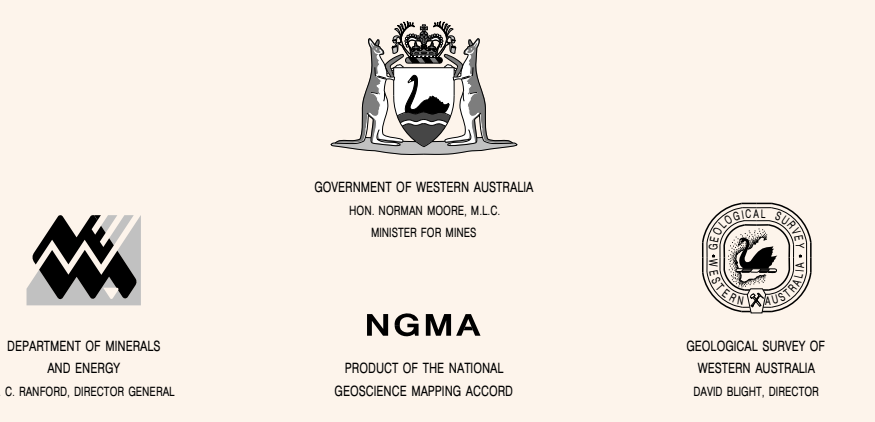 GOVERNMENT OF WESTERN AUSTRALIA
HON. NORMAN MOORE, M.L.C.
MINISTER FOR MINES
DEPARTMENT OF MINERALS
AND ENERGY
C. RANFORD, DIRECTOR GENERAL
NGMA
PRODUCT OF THE NATIONAL
GEOSCIENCE MAPPING ACCORD
GEOLOGICAL SURVEY
WESTERN AUSTRALIA
GEOLOGICAL SURVEY OF
WESTERN AUSTRALIA
DAVID BLIGHT, DIRECTOR